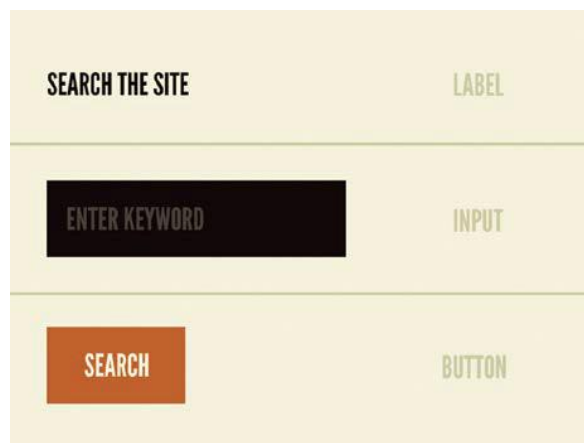 SEARCH THE SITE LABEL
ENTER KEYWORD INPUT
SEARCH BUTTON